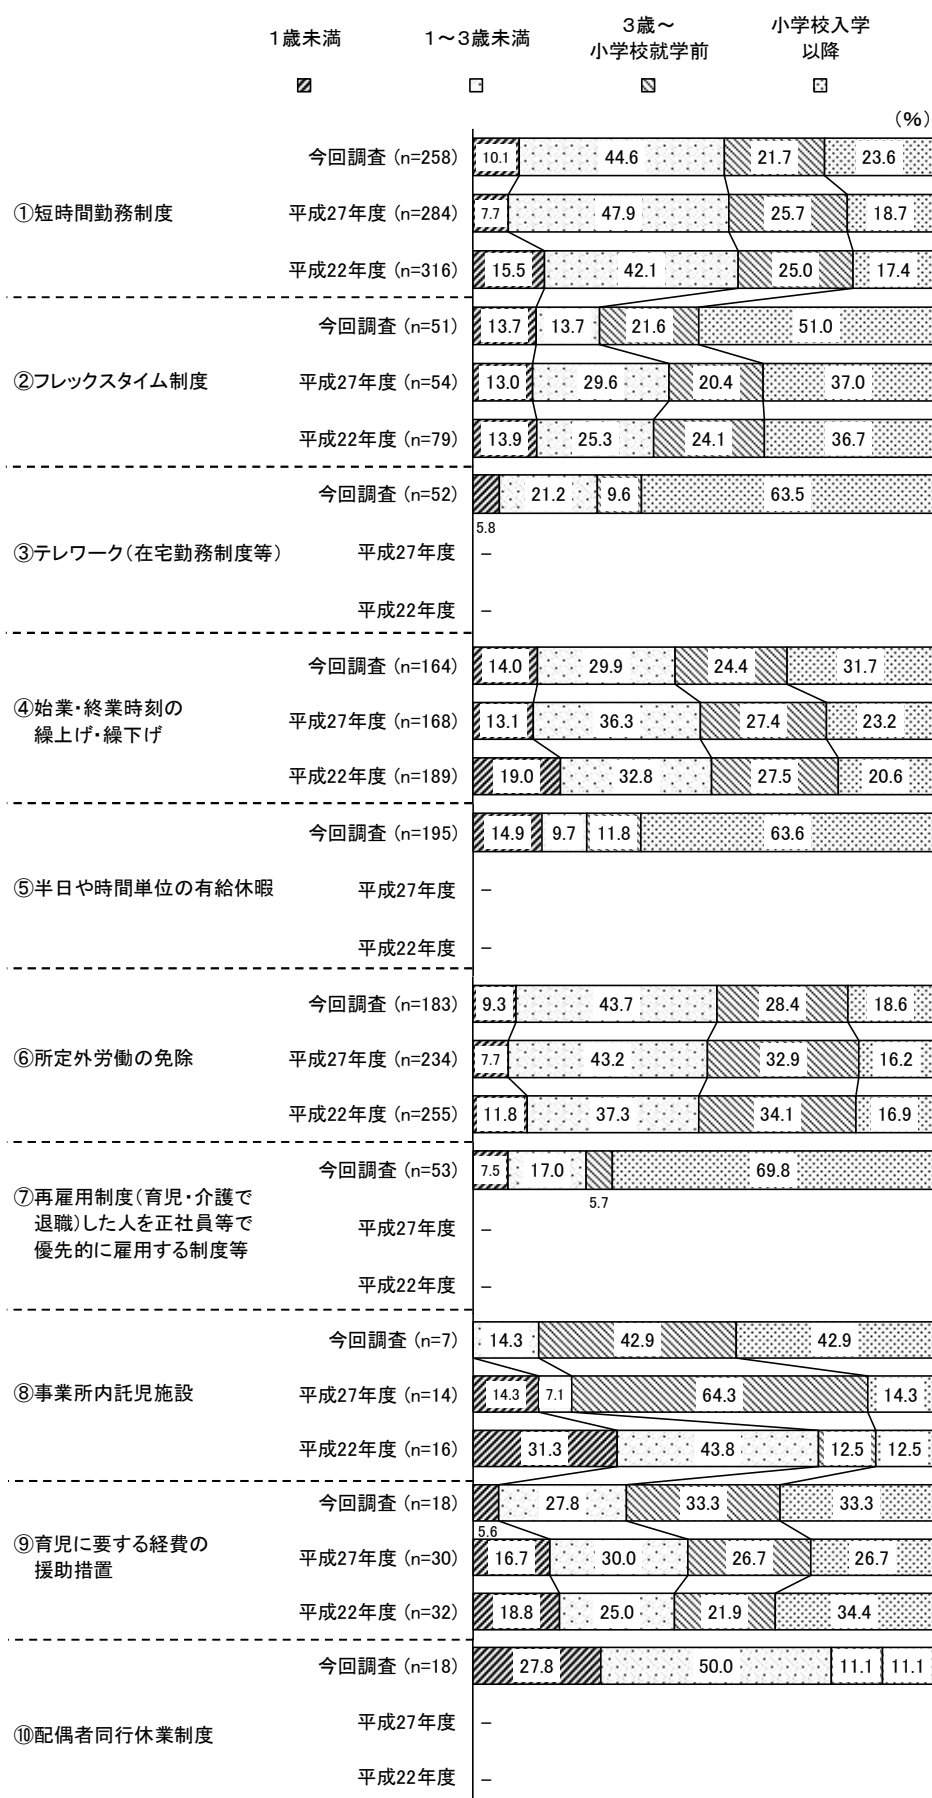 1歳未満 1～3歳未満 3歳～ 小学校入学
小学校就学前 以降
(%)
今回調査 (n=258) 10.1 44.6 21.7 23.6
①短時間勤務制度 平成27年度 (n=284) 7.7 47.9 25.7 18.7
平成22年度 (n=316) 15.5 42.1 25.0 17.4
今回調査 (n=51) 13.7 13.7 21.6 51.0
②フレックスタイム制度 平成27年度 (n=54) 13.0 29.6 20.4 37.0
平成22年度 (n=79) 13.9 25.3 24.1 36.7
今回調査 (n=52) 21.2 9.6 63.5
5.8
③テレワーク(在宅勤務制度等) 平成27年度 –
平成22年度 –
今回調査 (n=164) 14.0 29.9 24.4 31.7
④始業・終業時刻の 平成27年度 (n=168) 13.1 36.3 27.4 23.2
繰上げ・繰下げ
平成22年度 (n=189) 19.0 32.8 27.5 20.6
今回調査 (n=195) 14.9 9.7 11.8 63.6
⑤半日や時間単位の有給休暇 平成27年度 –
平成22年度 –
今回調査 (n=183) 9.3 43.7 28.4 18.6
⑥所定外労働の免除 平成27年度 (n=234) 7.7 43.2 32.9 16.2
平成22年度 (n=255) 11.8 37.3 34.1 16.9
今回調査 (n=53) 7.5 17.0 69.8
5.7
⑦再雇用制度(育児・介護で
退職)した人を正社員等で 平成27年度 –
優先的に雇用する制度等
平成22年度 –
今回調査 (n=7) 14.3 42.9 42.9
⑧事業所内託児施設 平成27年度 (n=14) 14.3 7.1 64.3 14.3
平成22年度 (n=16) 31.3 43.8 12.5 12.5
今回調査 (n=18) 27.8 33.3 33.3
5.6
⑨育児に要する経費の 平成27年度 (n=30) 16.7 30.0 26.7 26.7
援助措置
平成22年度 (n=32) 18.8 25.0 21.9 34.4
今回調査 (n=18) 27.8 50.0 11.1 11.1
⑩配偶者同行休業制度 平成27年度 –
平成22年度 –